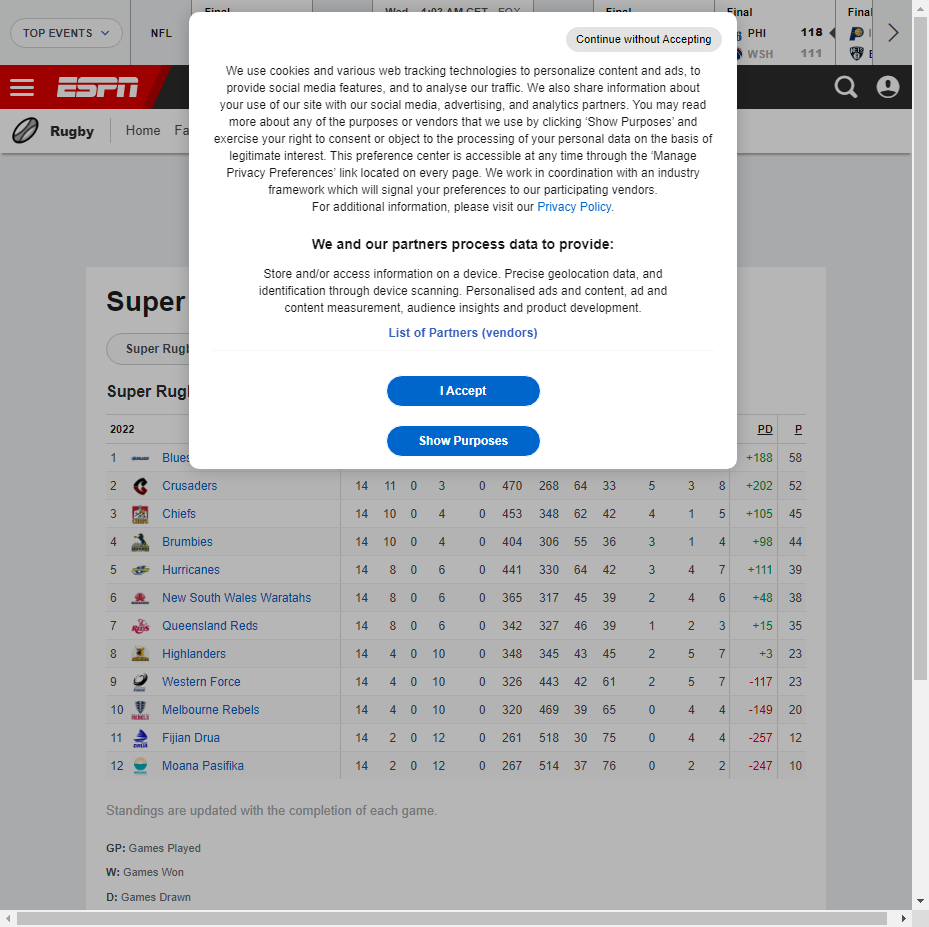 TOP EVENTS
NFL
Final
Wed
4:03 AM CET
FOX
Final
Final
PHI 118
WSH 111
Final
ESPN
Rugby
Home
Fa
Continue without Accepting
We use cookies and various web tracking technologies to personalize content and ads, to
provide social media features, and to analyse our traffic. We also share information about
your use of our site with our social media, advertising, and analytics partners. You may read
more about any of the purposes or vendors that we use by clicking ‘Show Purposes’ and
exercise your right to consent or object to the processing of your personal data on the basis of
legitimate interest. This preference center is accessible at any time through the ‘Manage
Privacy Preferences’ link located on every page. We work in coordination with an industry
framework which will signal your preferences to our participating vendors.
For additional information, please visit our Privacy Policy.
We and our partners process data to provide:
Store and/or access information on a device. Precise geolocation data, and
identification through device scanning. Personalised ads and content, ad and
content measurement, audience insights and product development.
List of Partners (vendors)
I Accept
Show Purposes
Super
Super Rugb
Super Rug
2022 PD P
1 Blues +188 58
2 Crusaders 14 11 0 3 0 470 268 64 33 5 3 8 +202 52
3 Chiefs 14 10 0 4 0 453 348 62 42 4 1 5 +105 45
4 Brumbies 14 10 0 4 0 404 306 55 36 3 1 4 +98 44
5 Hurricanes 14 8 0 6 0 441 330 64 42 3 4 7 +111 39
6 New South Wales Waratahs 14 8 0 6 0 365 317 45 39 2 4 6 +48 38
7 Queensland Reds 14 8 0 6 0 342 327 46 39 1 2 3 +15 35
8 Highlanders 14 4 0 10 0 348 345 43 45 2 5 7 +3 23
9 Western Force 14 4 0 10 0 326 443 42 61 2 5 7 -117 23
10 Melbourne Rebels 14 4 0 10 0 320 469 39 65 0 4 4 -149 20
11 Fijian Drua 14 2 0 12 0 261 518 30 75 0 4 4 -257 12
12 Moana Pasifika 14 2 0 12 0 267 514 37 76 0 2 2 -247 10
Standings are updated with the completion of each game.
GP: Games Played
W: Games Won
D: Games Drawn